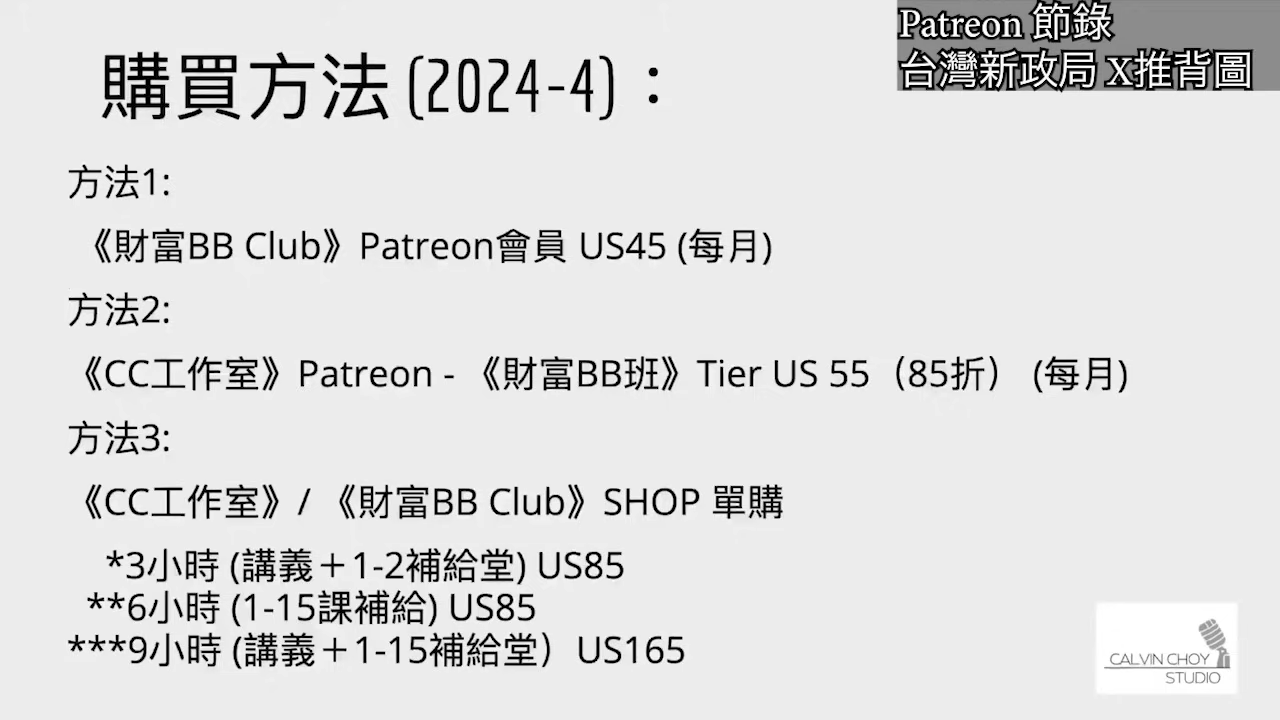 Patreon 節錄
台灣新政局 X推背圖
購買方法 (2024-4)：
方法1:
《財富BB Club》Patreon會員 US45 (每月)
方法2:
《CC工作室》Patreon - 《財富BB班》Tier US 55（85折） (每月)
方法3:
《CC工作室》/ 《財富BB Club》SHOP 單購
*3小時 (講義＋1-2補給堂) US85
**6小時 (1-15課補給) US85
***9小時 (講義＋1-15補給堂） US165
CALVIN CHOY
STUDIO